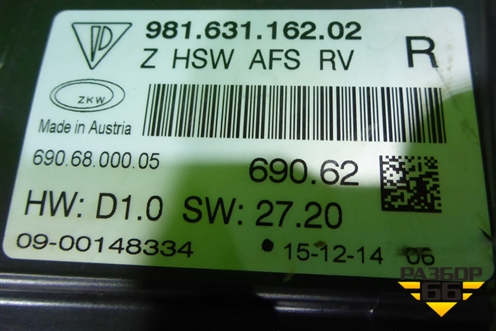 981.631.162.02
Z HSW AFS RV R
ZKW
Made in Austria
690.68.000.05
690.62
HW: D1.0 SW: 27.20
09-00148334
15-12-14 06
РАЗБОР
66